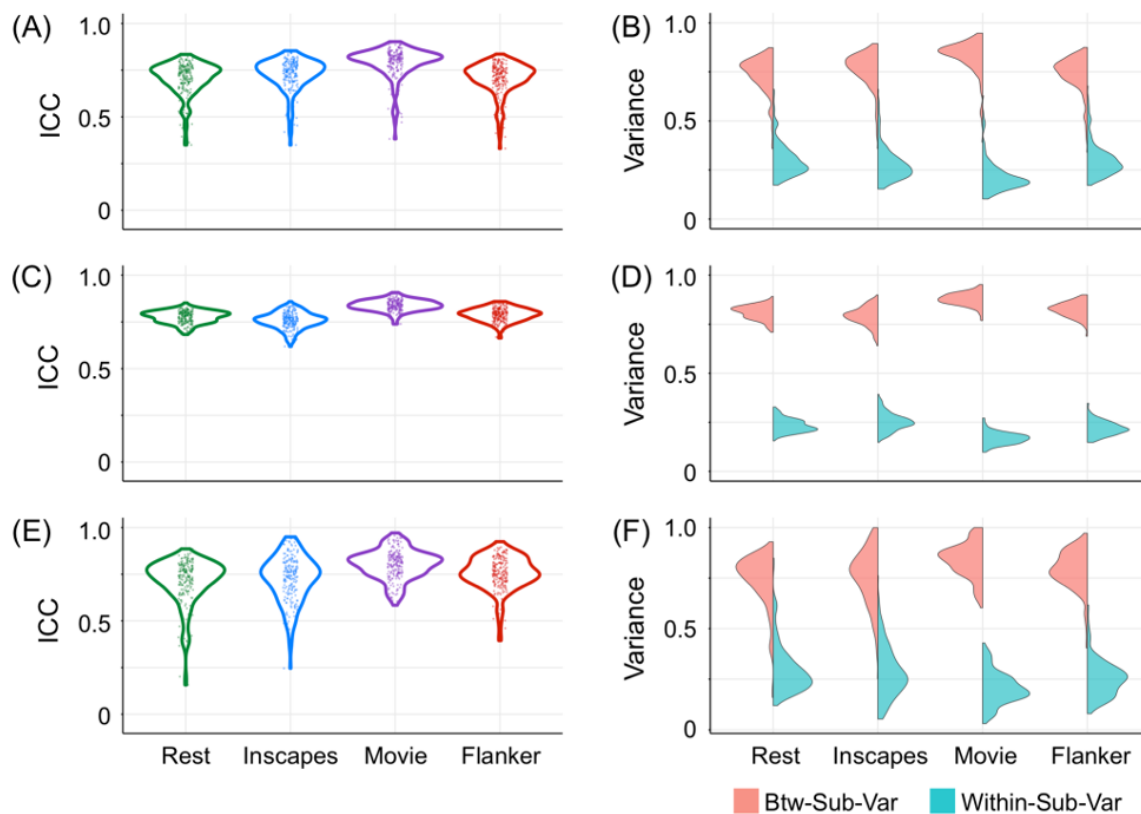 (A)
1.0
ICC
0.5
0
(B)
1.0
Variance
0.5
0
(C)
1.0
ICC
0.5
0
(D)
1.0
Variance
0.5
0
(E)
1.0
ICC
0.5
0
Rest Inscapes Movie Flanker
(F)
1.0
Variance
0.5
0
Rest Inscapes Movie Flanker
Btw-Sub-Var Within-Sub-Var